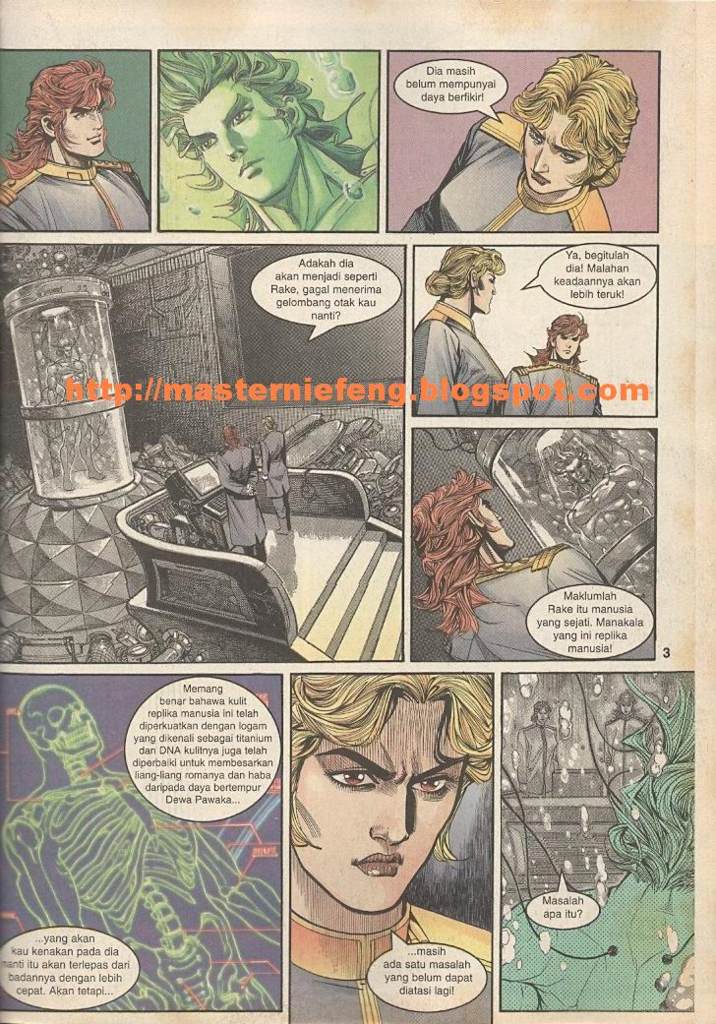 Dia masih
belum mempunyai
daya berfikir!
Adakah dia
akan menjadi seperti
Rake, gagal menerima
gelombang otak kau
nanti?
Ya, begitulah
dia! Malahan
keadaannya akan
lebih teruk!
http://masterniefeng.blogspot.com
Maklumlah
Rake itu manusia
yang sejati. Manakala
yang ini replika
manusia!
3
Memang
benar bahawa kulit
replika manusia ini telah
diperkuatkan dengan logam
yang dikenali sebagai titanium
dan DNA kulitnya juga telah
diperbaiki untuk membesarkan
liang-liang romanya dan haba
daripada daya bertempur
Dewa Pawaka...
...yang akan
kau kenakan pada dia
nanti itu akan terlepas dari
badannya dengan lebih
cepat. Akan tetapi...
...masih
ada satu masalah
yang belum dapat
diatasi lagi!
Masalah
apa itu?